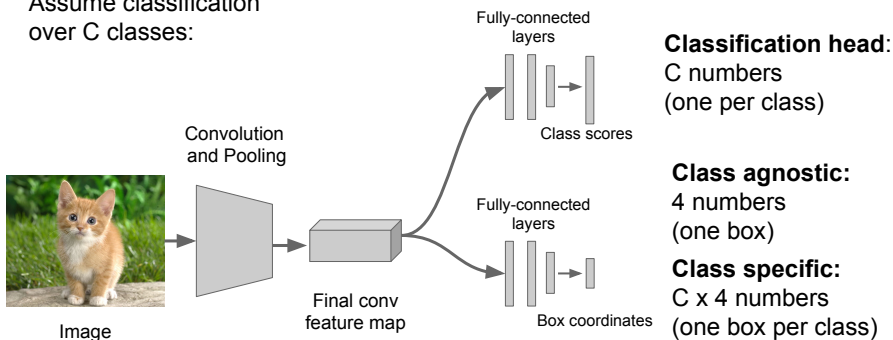 Assume classification
over C classes:
Fully-connected
layers
Classification head:
C numbers
(one per class)
Class scores
Convolution
and Pooling
Class agnostic:
4 numbers
(one box)
Fully-connected
layers
Class specific:
C x 4 numbers
(one box per class)
Box coordinates
Final conv
feature map
Image